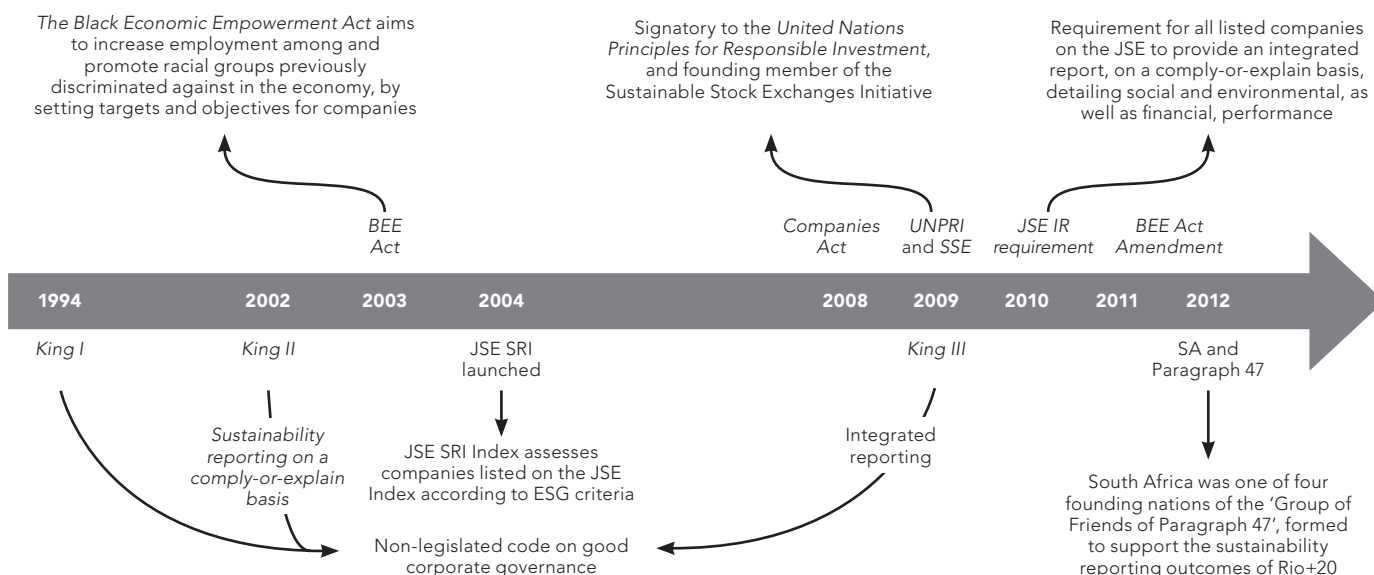 The Black Economic Empowerment Act aims
to increase employment among and
promote racial groups previously
discriminated against in the economy, by
setting targets and objectives for companies
Signatory to the United Nations
Principles for Responsible Investment,
and founding member of the
Sustainable Stock Exchanges Initiative
Requirement for all listed companies
on the JSE to provide an integrated
report, on a comply-or-explain basis,
detailing social and environmental, as
well as financial, performance
BEE
Act
Companies
Act
UNPRI
and SSE
JSE IR
requirement
BEE Act
Amendment
1994
2002
2003
2004
2008
2009
2010
2011
2012
King I
King II
JSE SRI
launched
King III
SA and
Paragraph 47
Sustainability
reporting on a
comply-or-explain
basis
JSE SRI Index assesses
companies listed on the JSE
Index according to ESG criteria
Integrated
reporting
Non-legislated code on good
corporate governance
South Africa was one of four
founding nations of the ‘Group of
Friends of Paragraph 47’, formed
to support the sustainability
reporting outcomes of Rio+20